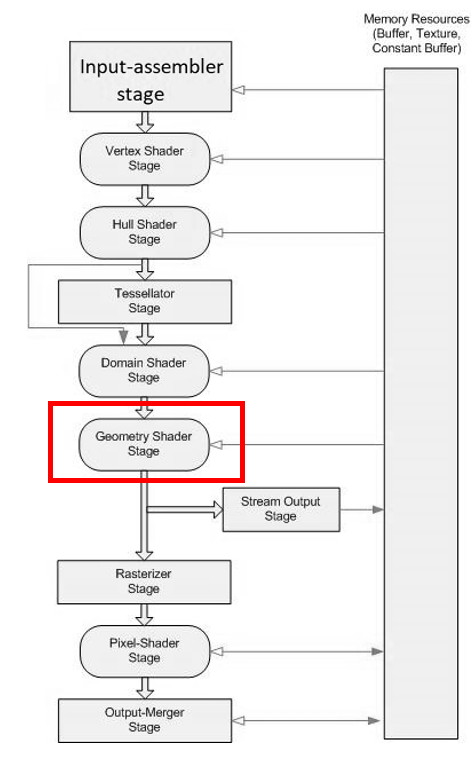 Memory Resources
(Buffer, Texture,
Constant Buffer)
Input-assembler
stage
Vertex Shader
Stage
Hull Shader
Stage
Tessellator
Stage
Domain Shader
Stage
Geometry Shader
Stage
Stream Output
Stage
Rasterizer
Stage
Pixel-Shader
Stage
Output-Merger
Stage